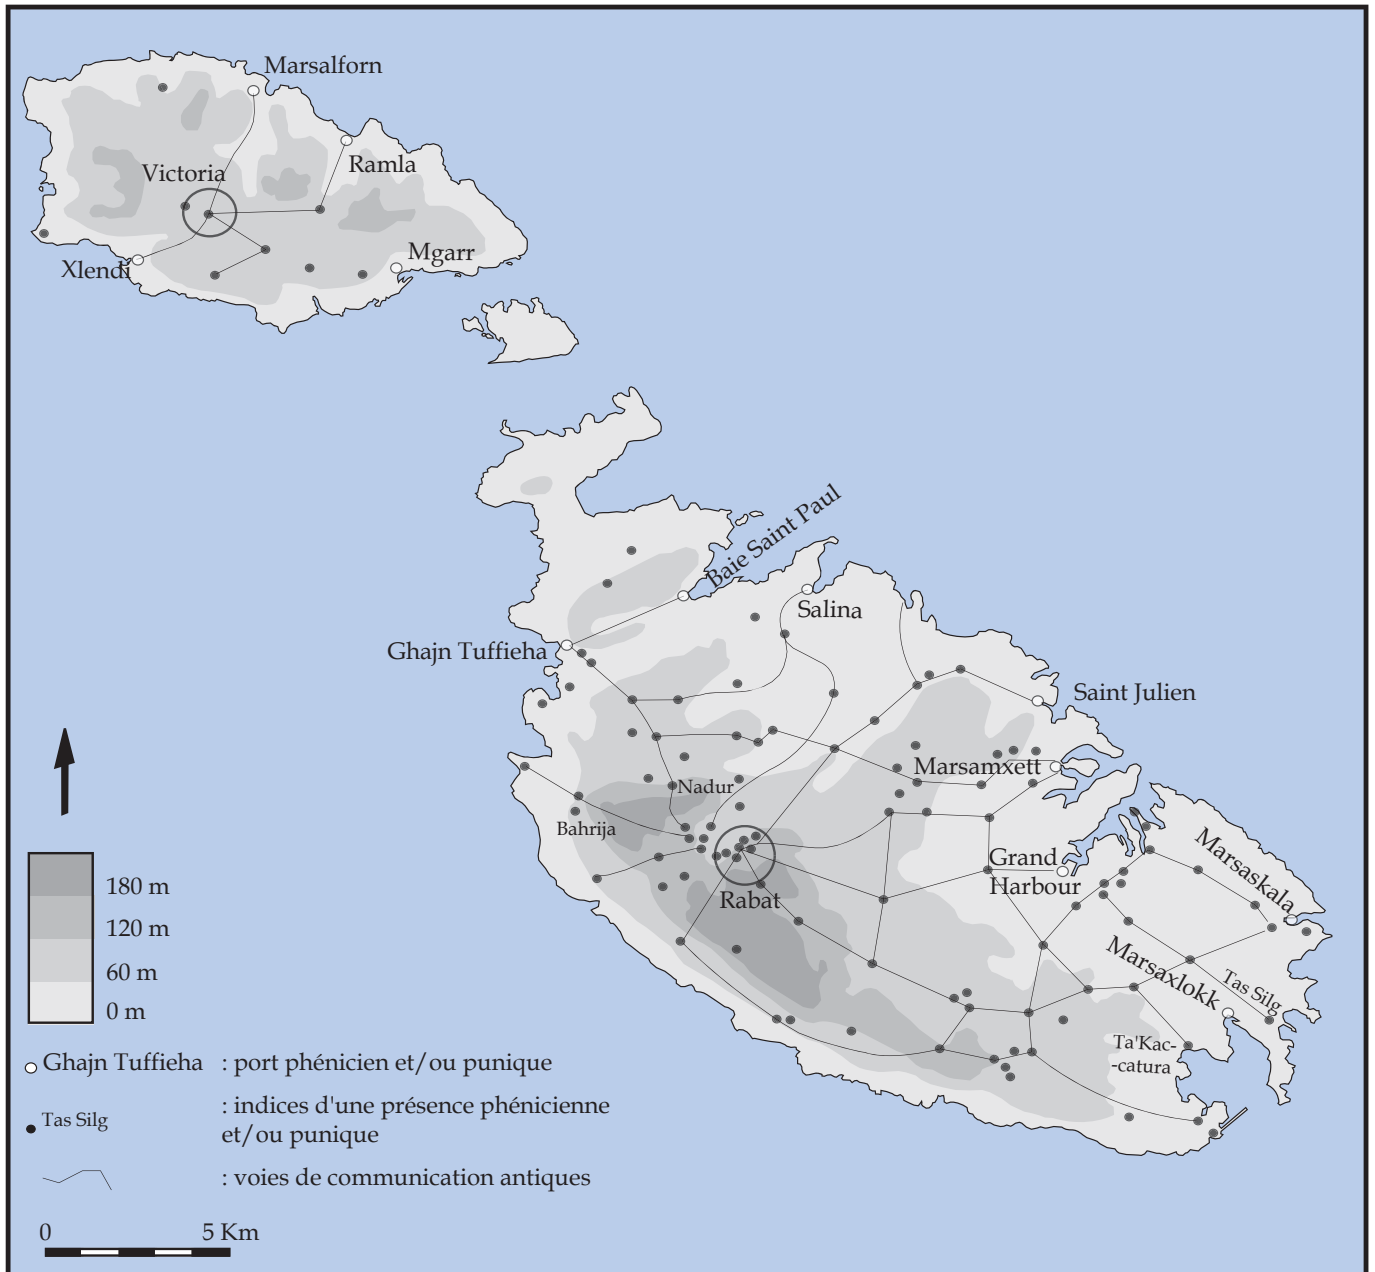 Marsalforn
Ramla
Victoria
Mgarr
Xlendi
Baie Saint Paul
Salina
Ghajn Tuffieha
Saint Julien
Marsamxett
Nadur
Bahrija
Grand
Harbour
Marsaskala
Rabat
Marsaxlokk
Tas Silg
Ta'Kac-
-catura
180 m
120 m
60 m
0 m
Ghajn Tuffieha : port phénicien et/ou punique
Tas Silg : indices d'une présence phénicienne
et/ou punique
: voies de communication antiques
0 5 Km